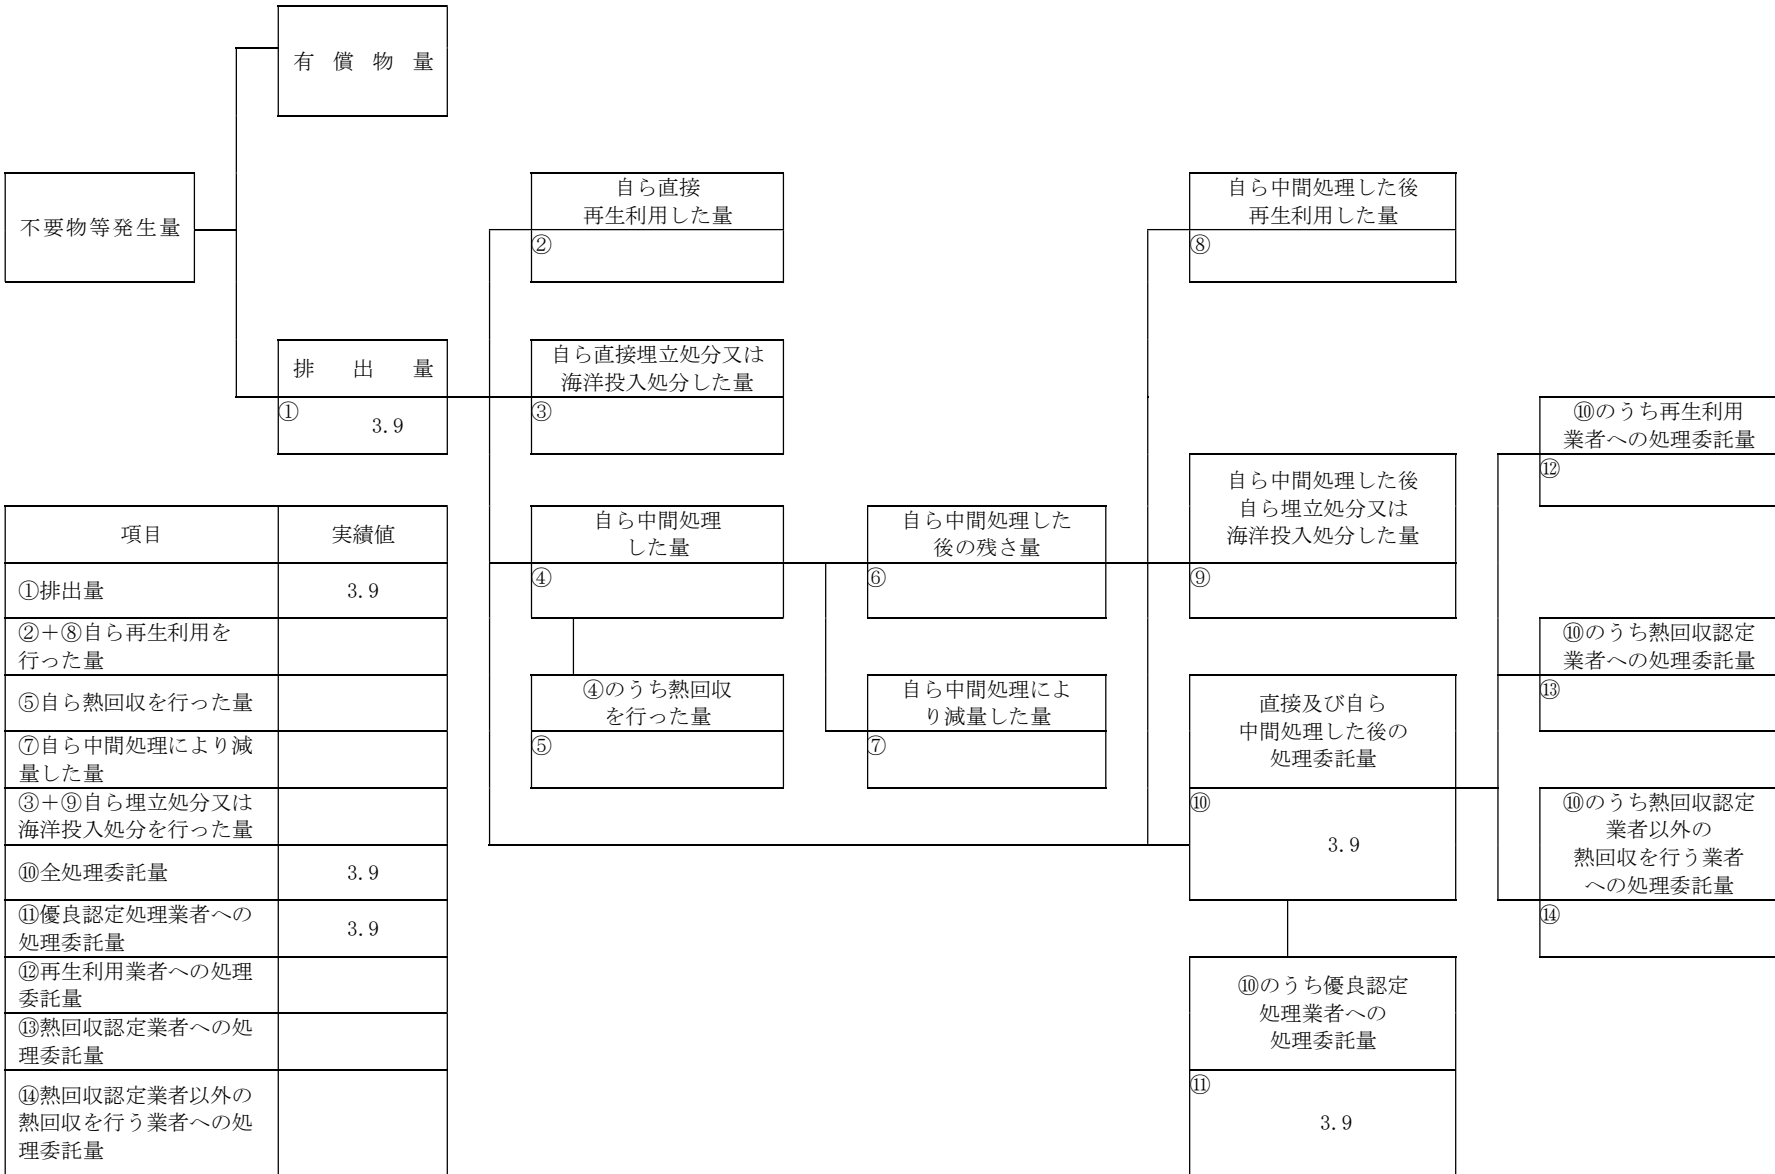 有償物量
不要物等発生量
自ら直接
再生利用した量
②
自ら中間処理した後
再生利用した量
⑧
排出量
①
3.9
自ら直接埋立処分又は
海洋投入処分した量
③
⑩のうち再生利用
業者への処理委託量
⑫
自ら中間処理した後
自ら埋立処分又は
海洋投入処分した量
⑨
自ら中間処理
した量
④
自ら中間処理した
後の残さ量
⑥
⑩のうち熱回収認定
業者への処理委託量
⑬
④のうち熱回収
を行った量
⑤
自ら中間処理によ
り減量した量
⑦
直接及び自ら
中間処理した後の
処理委託量
⑩
3.9
⑩のうち熱回収認定
業者以外の
熱回収を行う業者
への処理委託量
⑭
⑩のうち優良認定
処理業者への
処理委託量
⑪
3.9
項目 実績値
①排出量 3.9
②＋⑧自ら再生利用を
行った量
⑤自ら熱回収を行った量
⑦自ら中間処理により減
量した量
③＋⑨自ら埋立処分又は
海洋投入処分を行った量
⑩全処理委託量 3.9
⑪優良認定処理業者への
処理委託量 3.9
⑫再生利用業者への処理
委託量
⑬熱回収認定業者への処
理委託量
⑭熱回収認定業者以外の
熱回収を行う業者への処
理委託量